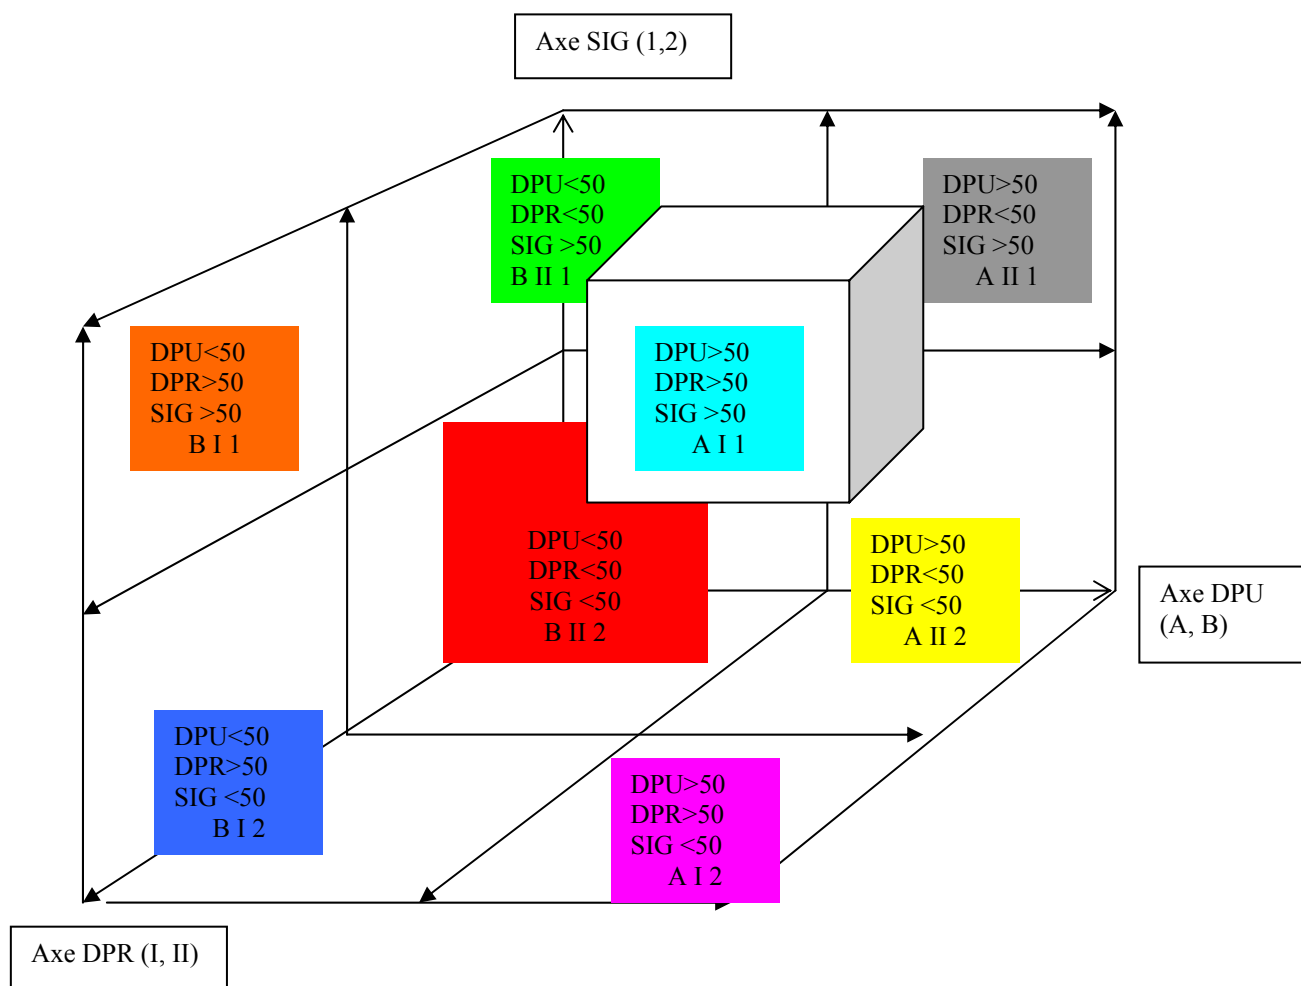 Axe SIG (1,2)
DPU<50
DPR<50
SIG >50
B II 1
DPU>50
DPR<50
SIG >50
A II 1
DPU<50
DPR>50
SIG >50
B I 1
DPU>50
DPR>50
SIG >50
A I 1
DPU<50
DPR<50
SIG <50
B II 2
DPU>50
DPR<50
SIG <50
A II 2
Axe DPU
(A, B)
DPU<50
DPR>50
SIG <50
B I 2
DPU>50
DPR>50
SIG <50
A I 2
Axe DPR (I, II)